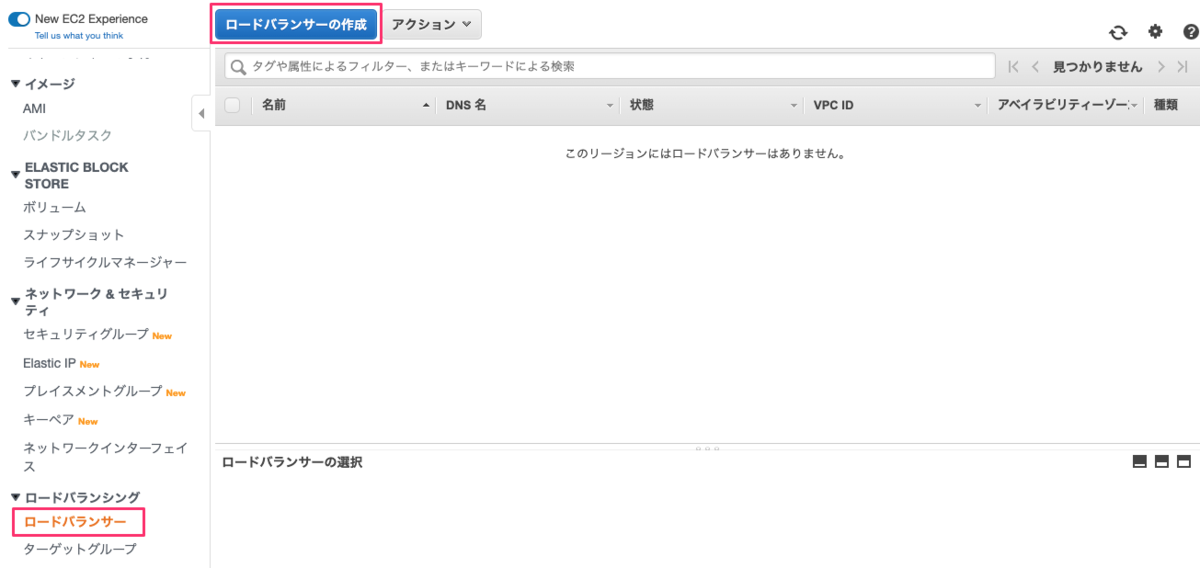 New EC2 Experience
Tell us what you think
ロードバランサーの作成
アクション
タグや属性によるフィルター、またはキーワードによる検索
見つかりません
名前
DNS 名
状態
VPC ID
アベイラビリティーゾー
種類
このリージョンにはロードバランサーはありません。
イメージ
AMI
バンドルタスク
ELASTIC BLOCK
STORE
ボリューム
スナップショット
ライフサイクルマネージャー
ネットワーク & セキュリ
ティ
セキュリティグループ New
Elastic IP New
プレイスメントグループ New
キーペア New
ネットワークインターフェイ
ス
ロードバランシング
ロードバランサー
ターゲットグループ
ロードバランサーの選択